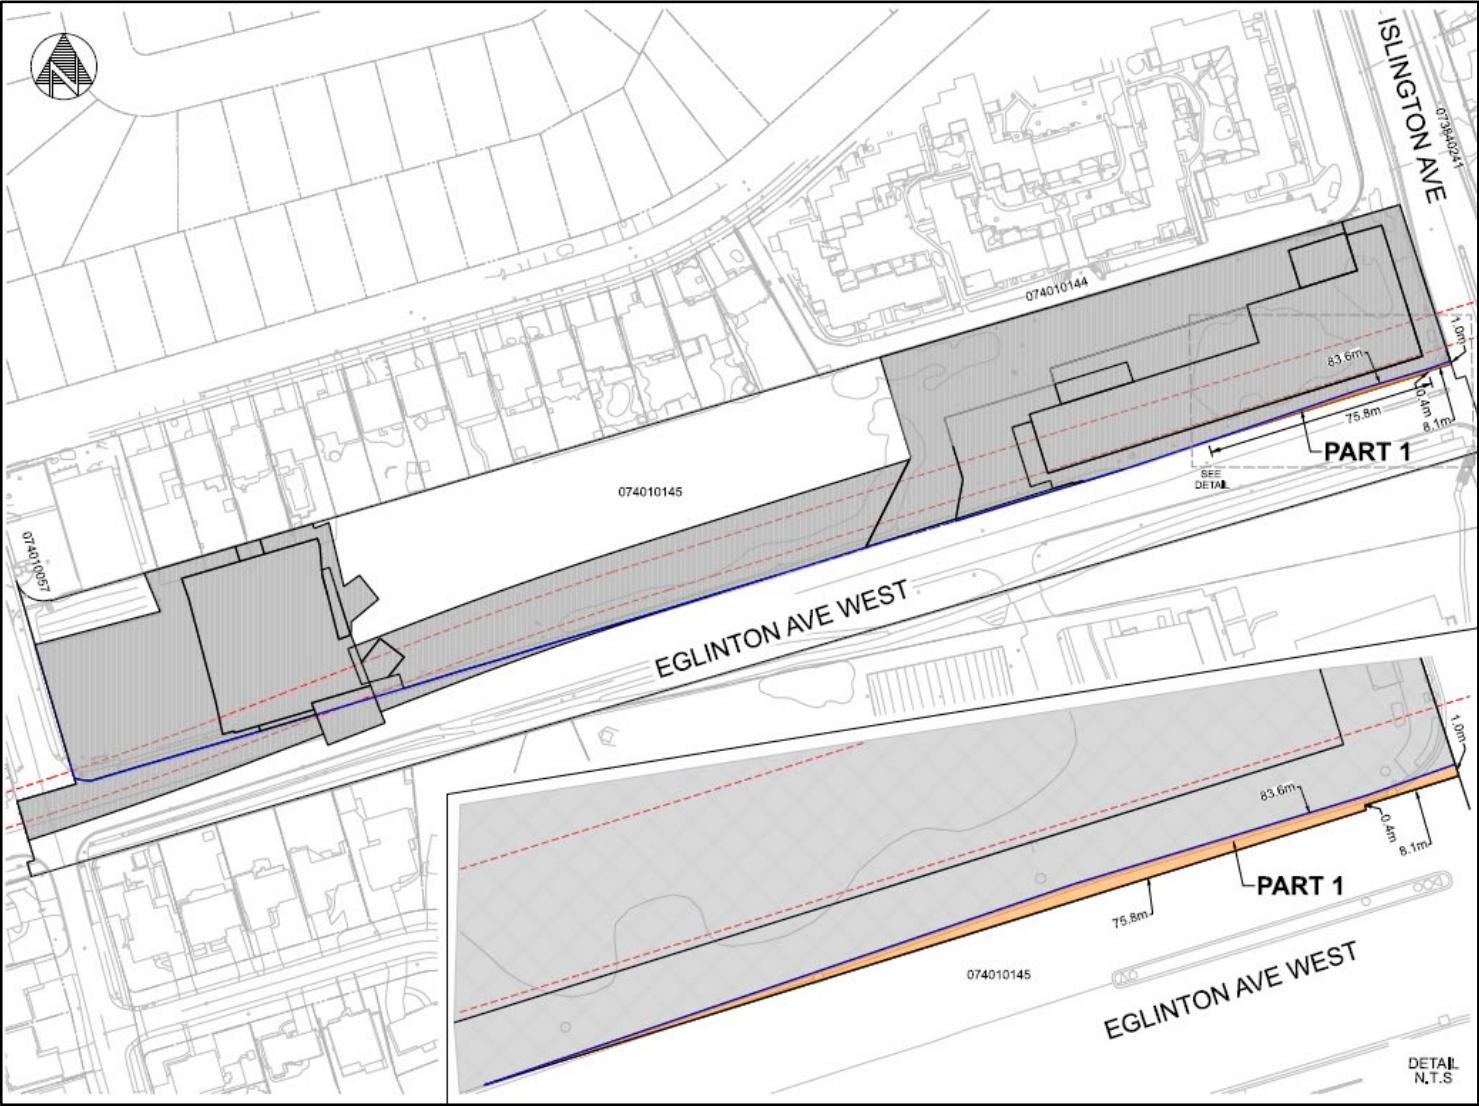 N
ISLINGTON AVE
073840241
074010144
1.0m
83.6m
0.4m
75.8m
8.1m
PART 1
SEE
DETAIL
074010145
074010057
EGLINTON AVE WEST
1.0m
83.6m
0.4m
8.1m
PART 1
75.8m
074010145
EGLINTON AVE WEST
DETAIL
N.T.S